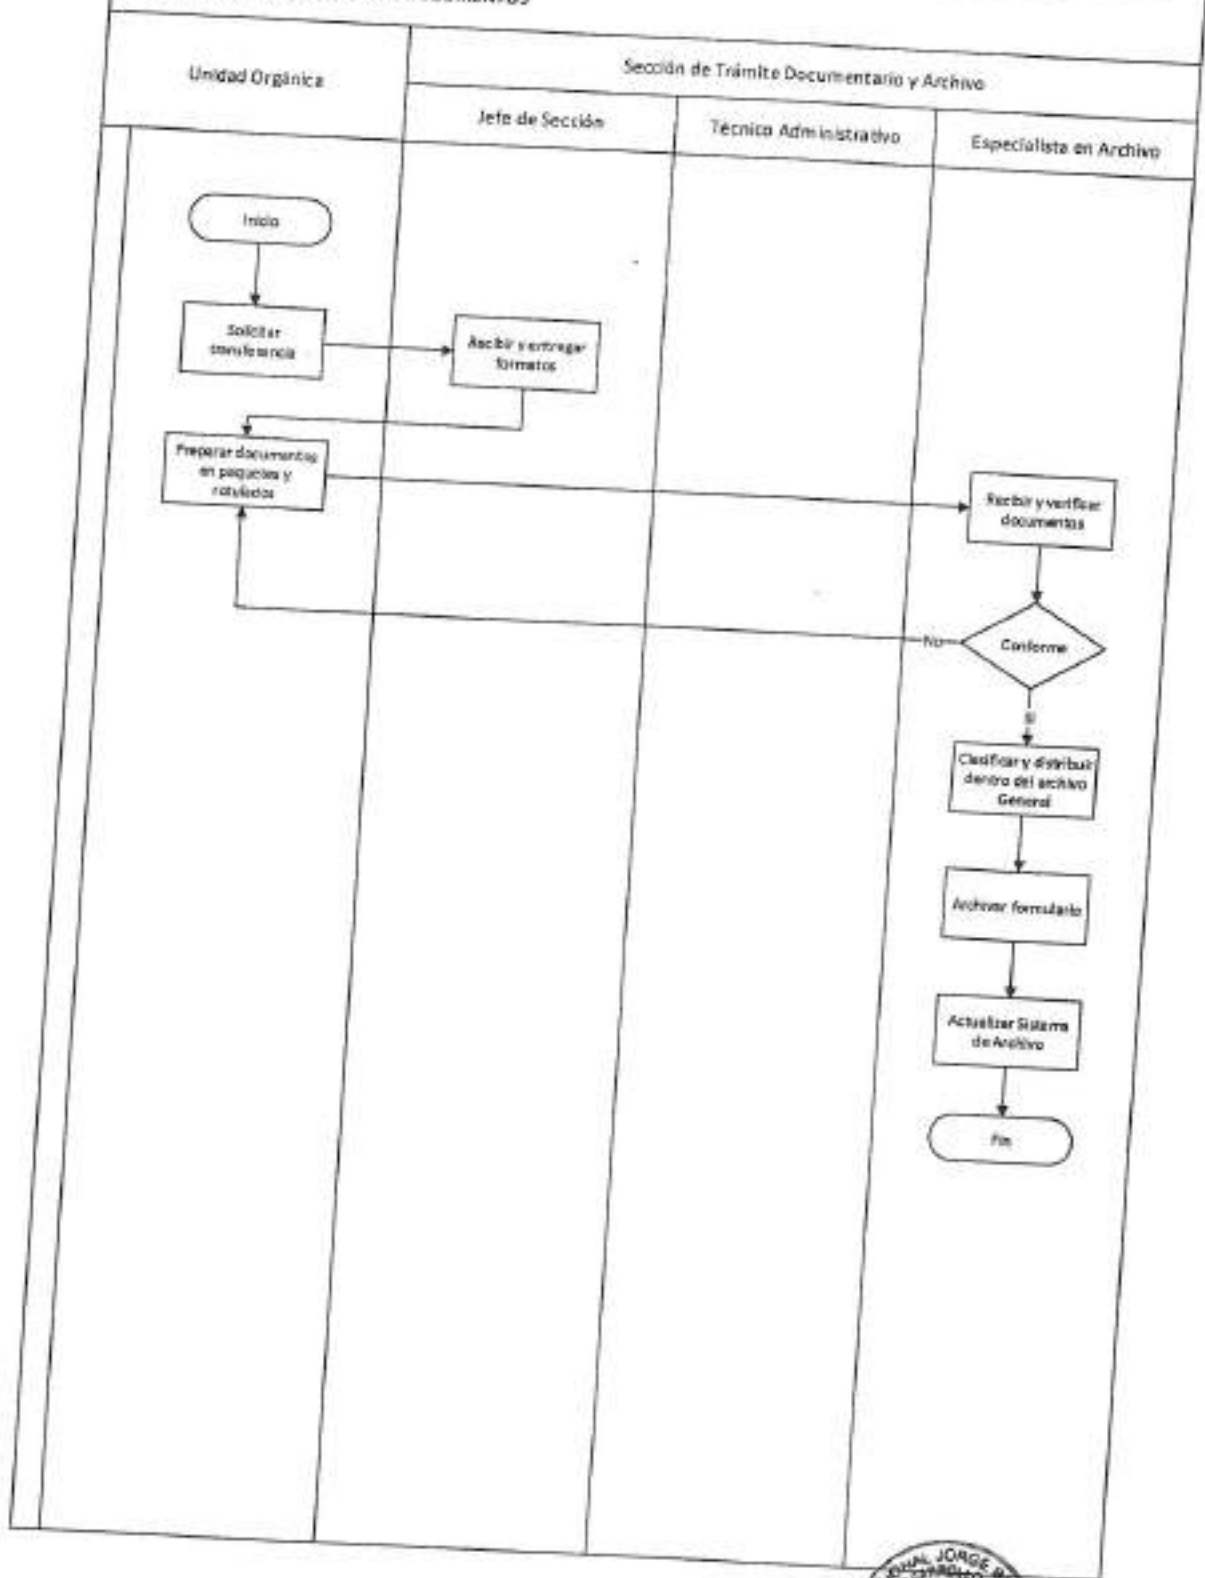 Unidad Orgánica
Sección de Trámite Documentario y Archivo
Jefe de Sección
Técnico Administrativo
Especialista en Archivo
Inicio
Solicitar
transferencia
Recibir y entregar
formatos
Preparar documentos
en paquetes y
rotulados
Recibir y verificar
documentos
Conforme
No
Si
Clasificar y distribuir
dentro del archivo
General
Archivar formulario
Actualizar Sistema
de Archivo
Fin
JORGE